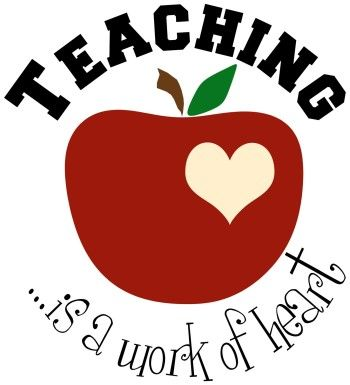 TEACHING
...is a work of heart